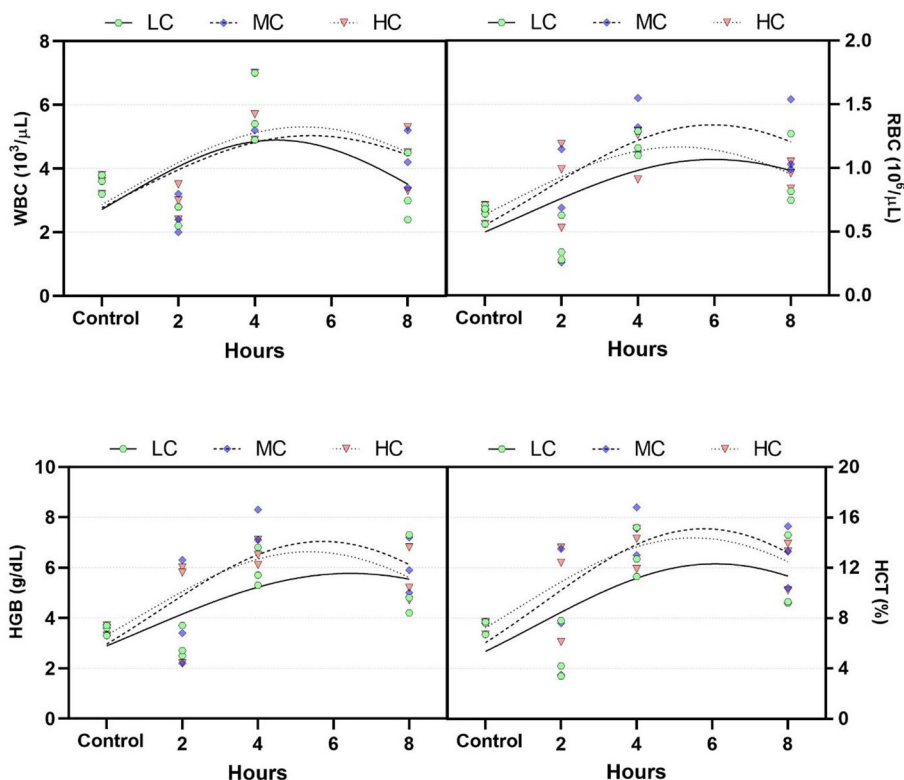 LC MC HC
LC MC HC
8
6
4
2
0
WBC (10³/µL)
Control 2 4 6 8
Hours
2.0
1.5
1.0
0.5
0.0
RBC (10⁶/µL)
Control 2 4 6 8
Hours
LC MC HC
LC MC HC
10
8
6
4
2
0
HGB (g/dL)
Control 2 4 6 8
Hours
20
16
12
8
4
0
HCT (%)
Control 2 4 6 8
Hours